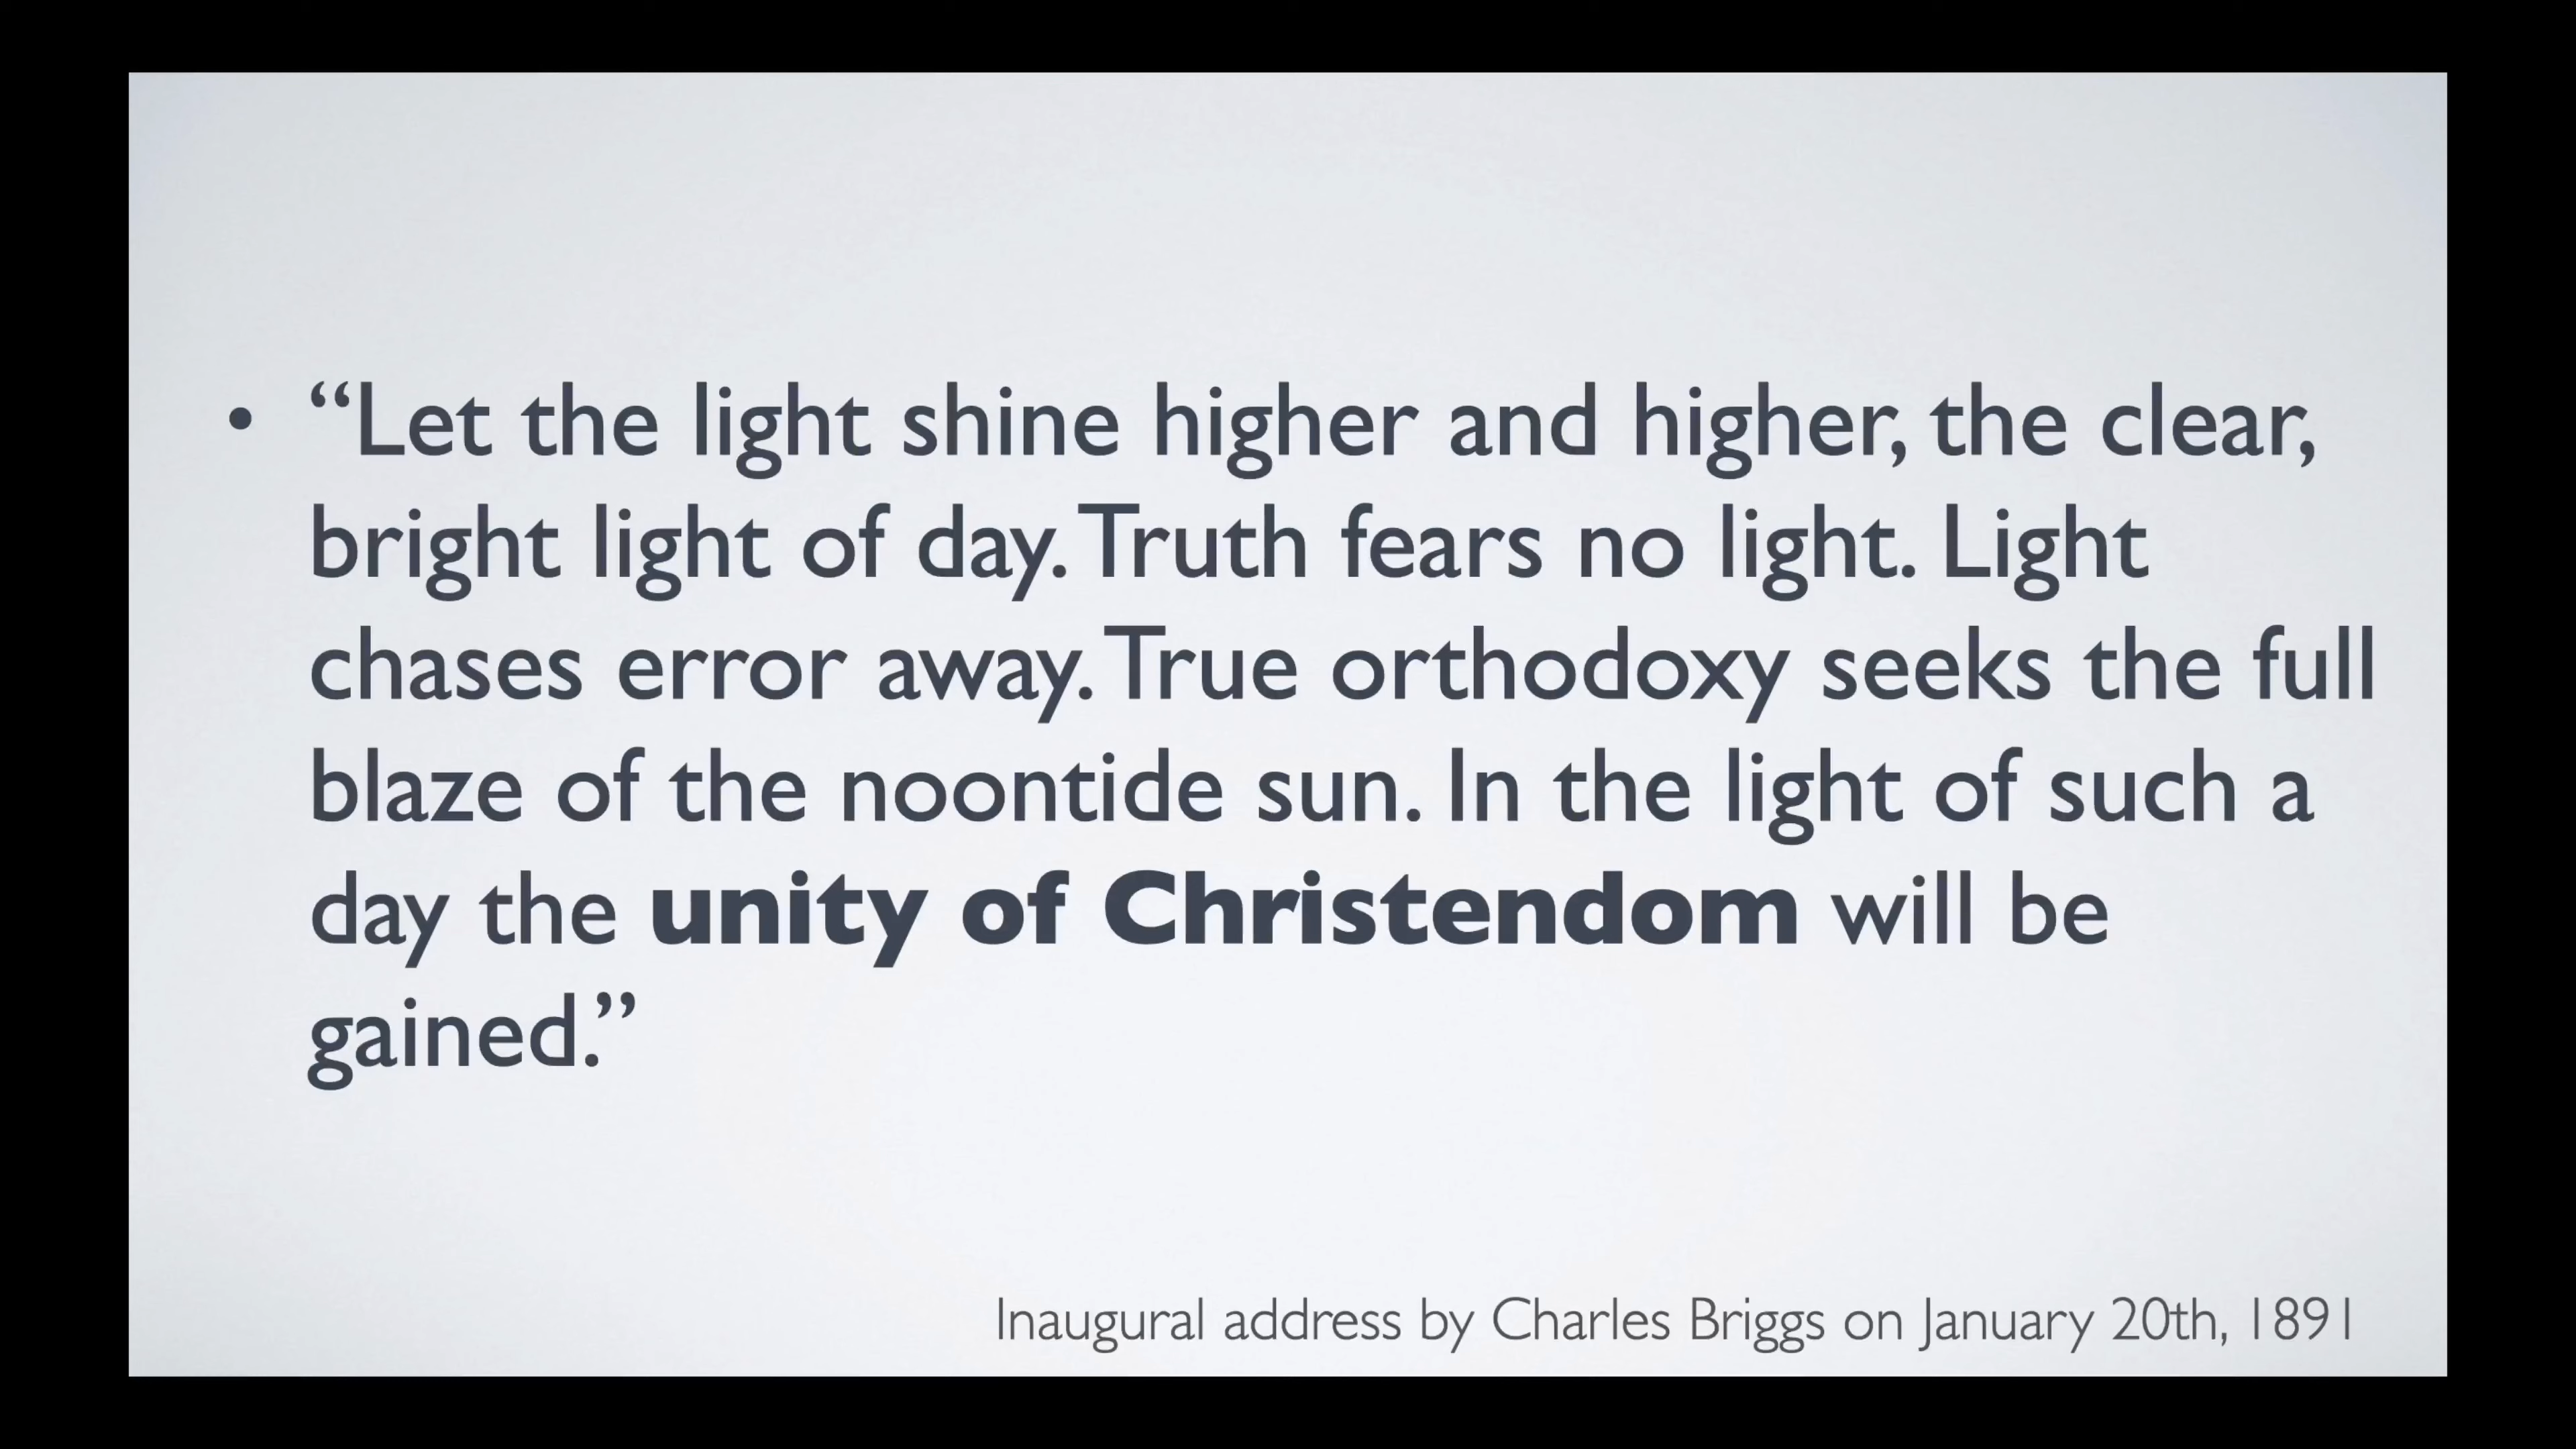 • “Let the light shine higher and higher, the clear,
bright light of day. Truth fears no light. Light
chases error away. True orthodoxy seeks the full
blaze of the noontide sun. In the light of such a
day the unity of Christendom will be
gained.”
Inaugural address by Charles Briggs on January 20th, 1891